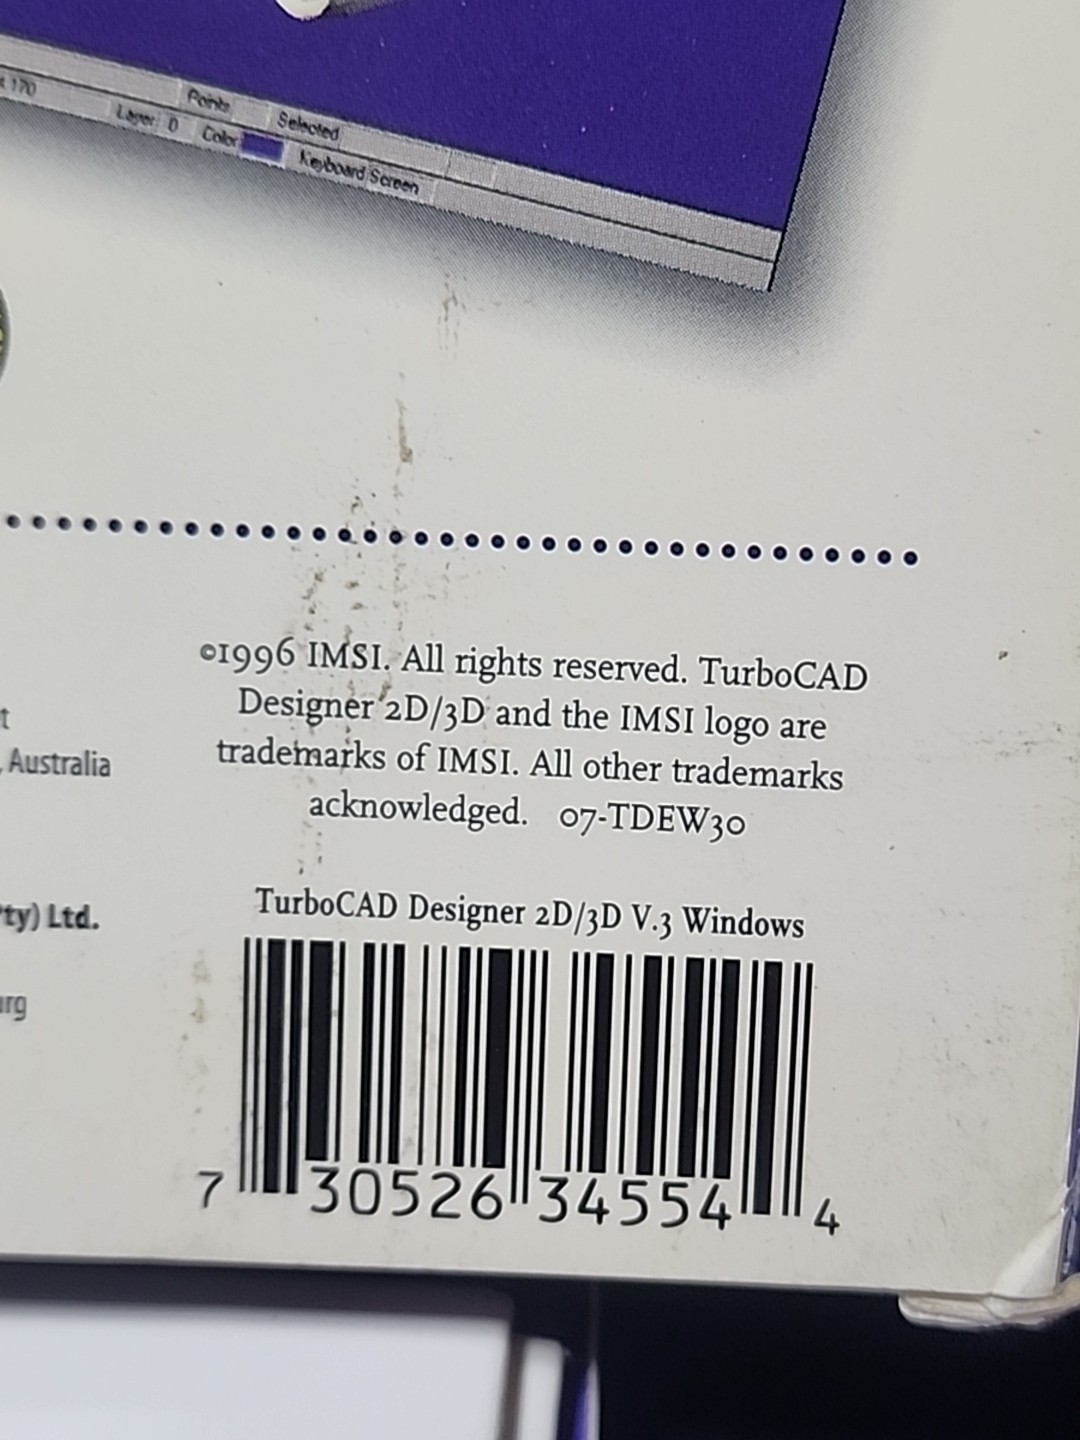 170
Points
Selected
Layer 0 Color
Keyboard Screen
©1996 IMSI. All rights reserved. TurboCAD
Designer 2D/3D and the IMSI logo are
trademarks of IMSI. All other trademarks
acknowledged. 07-TDEW30
t
, Australia
ty) Ltd.
urg
TurboCAD Designer 2D/3D V.3 Windows
7 30526 34554 4